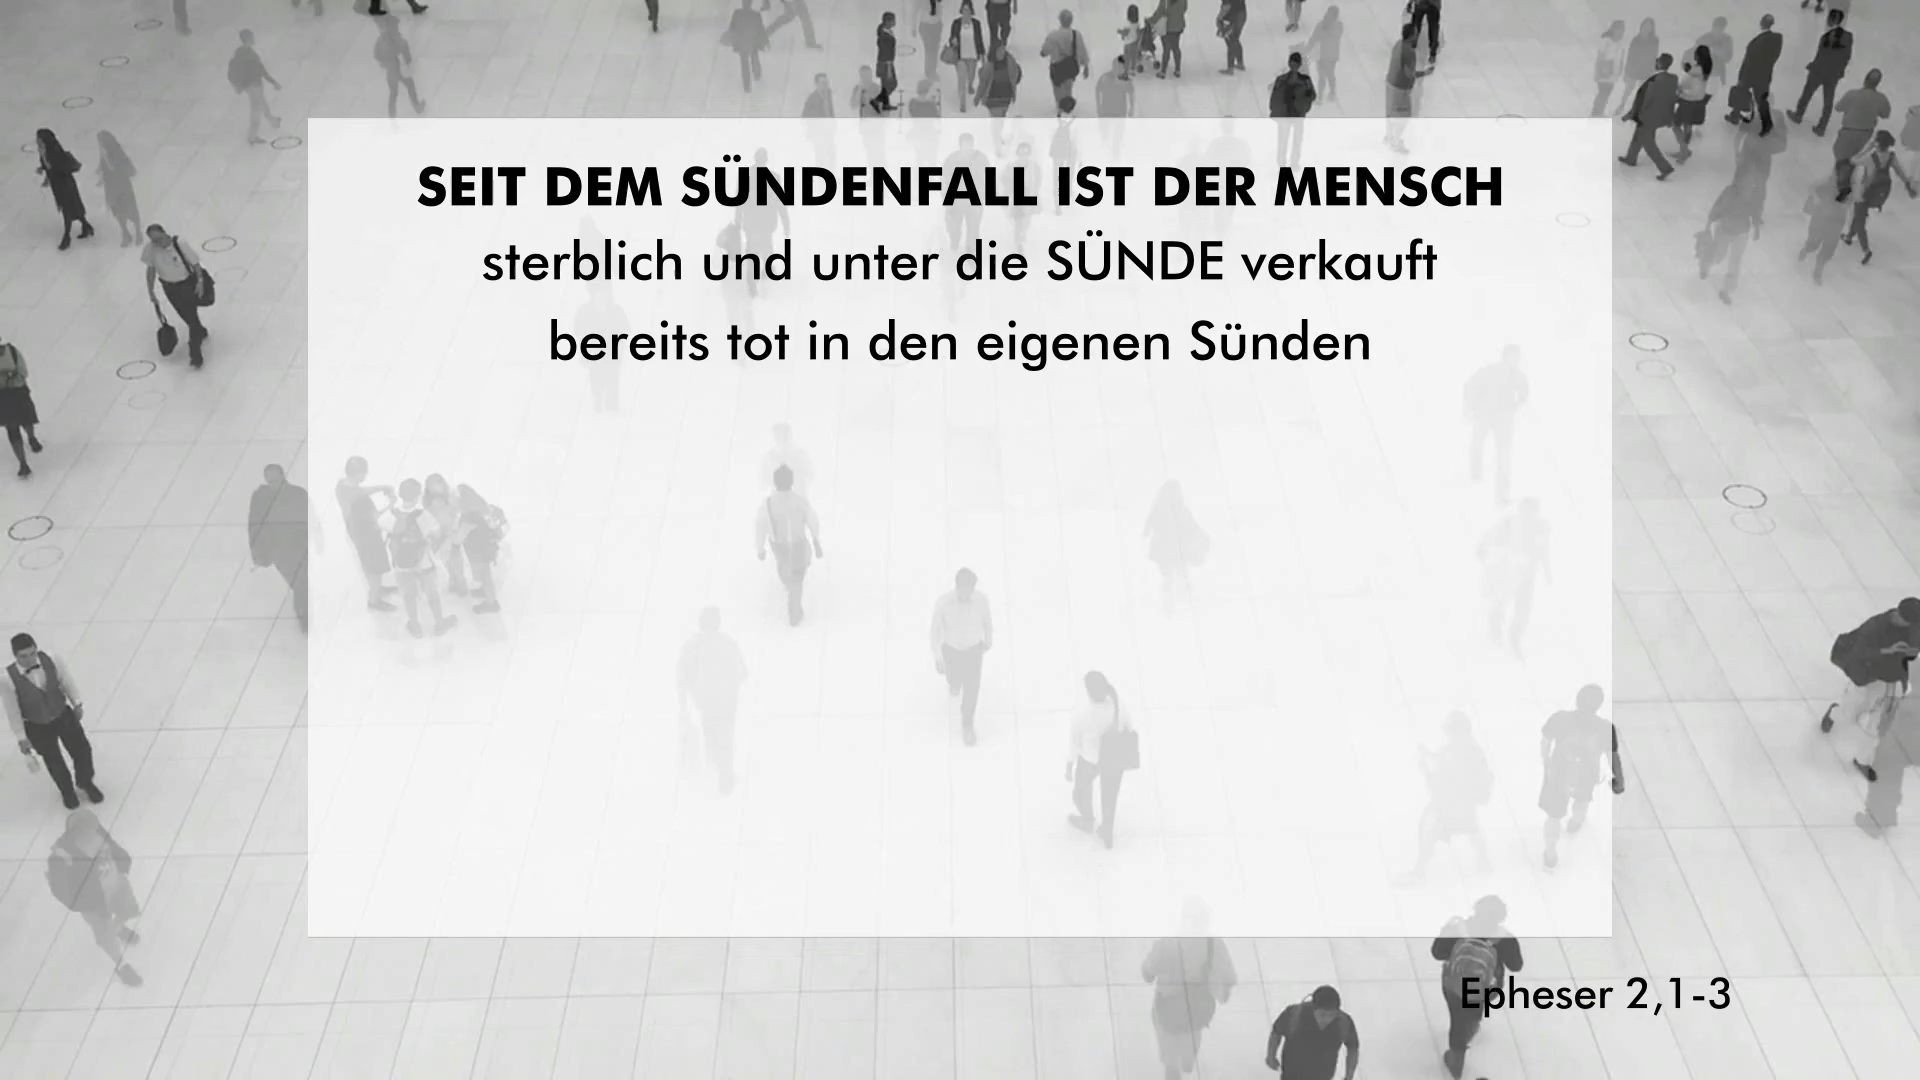 SEIT DEM SÜNDENFALL IST DER MENSCH
sterblich und unter die SÜNDE verkauft
bereits tot in den eigenen Sünden
Epheser 2,1-3